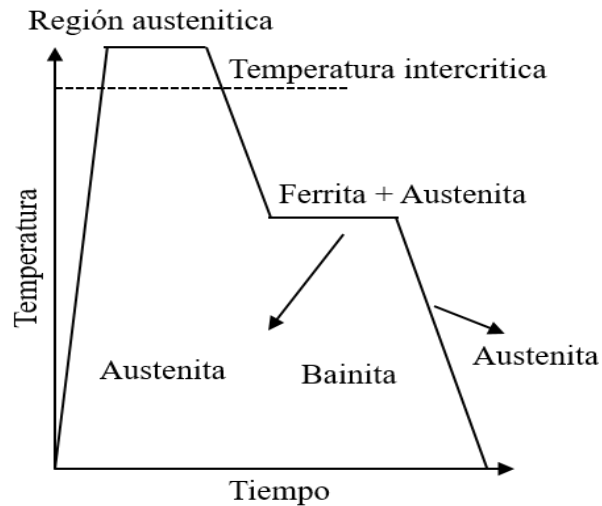 Región austenitica
Temperatura intercritica
Ferrita + Austenita
Temperatura
Austenita
Bainita
Austenita
Tiempo